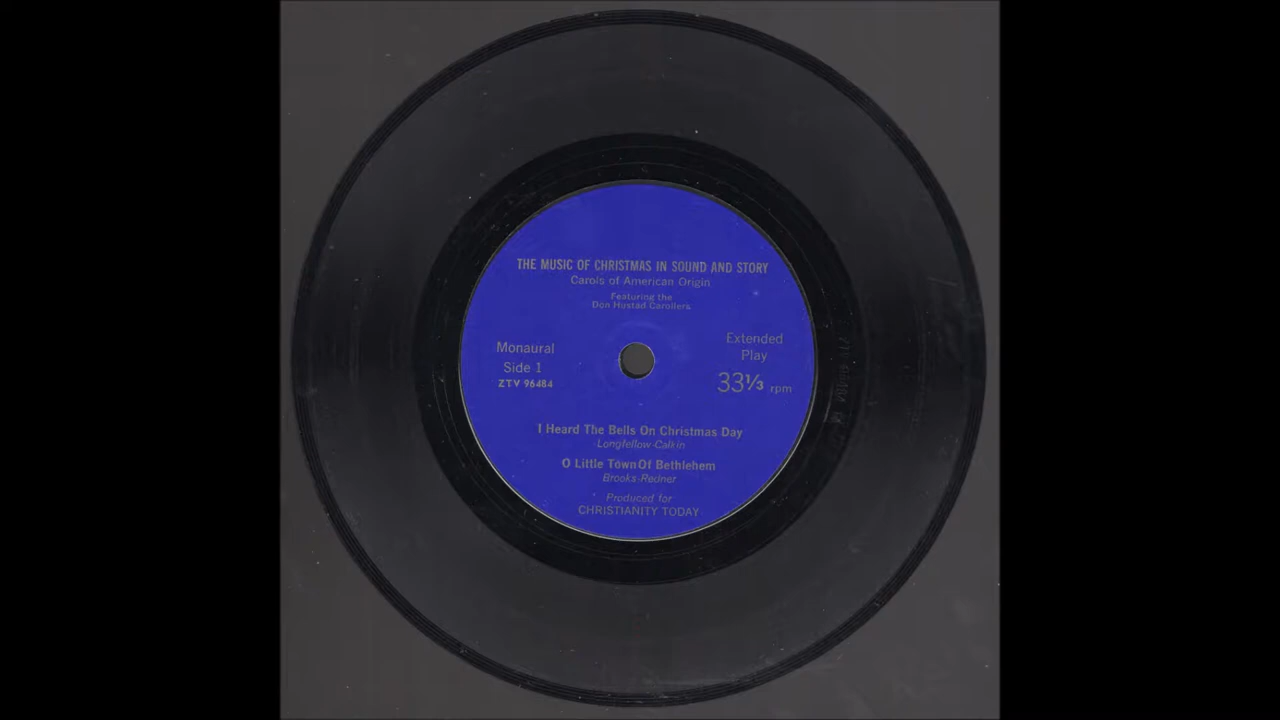 THE MUSIC OF CHRISTMAS IN SOUND AND STORY
Carols of American Origin
Featuring the
Don Hustad Carollers
Monaural
Side 1
ZTV 96484
Extended
Play
33⅓ rpm
I Heard The Bells On Christmas Day
Longfellow-Calkin
O Little Town Of Bethlehem
Brooks-Redner
Produced for
CHRISTIANITY TODAY